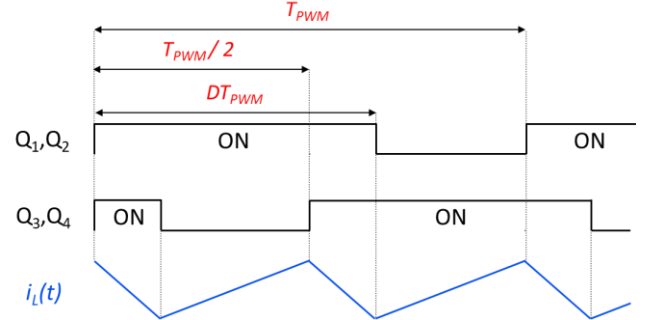 T_PWM
T_PWM / 2
DT_PWM
Q₁,Q₂ ON ON
Q₃,Q₄ ON ON
i_L(t)